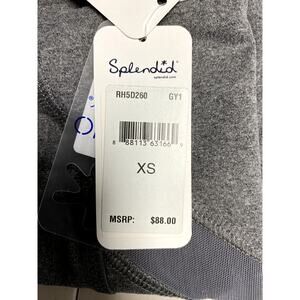 Splendid
splendid.com
RH5D260 GY1
8 88113 63166 9
XS
MSRP: $88.00